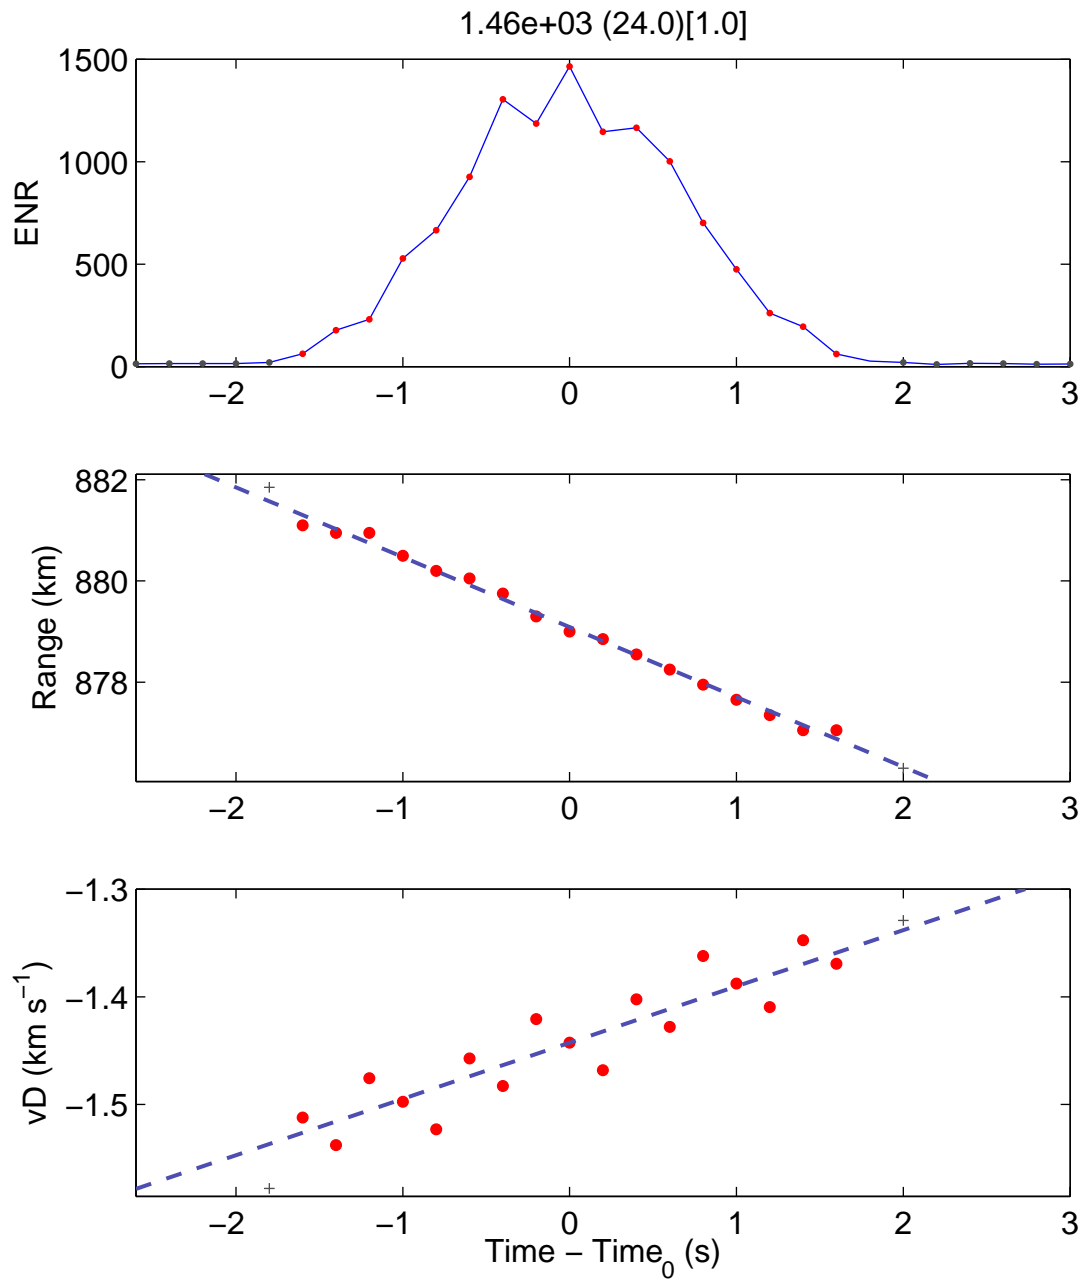 1.46e+03 (24.0)[1.0]
1500
1000
500
0
ENR
−2 −1 0 1 2 3
882
880
878
Range (km)
−2 −1 0 1 2 3
−1.3
−1.4
−1.5
vD (km s⁻¹)
−2 −1 0 1 2 3
Time − Time₀ (s)